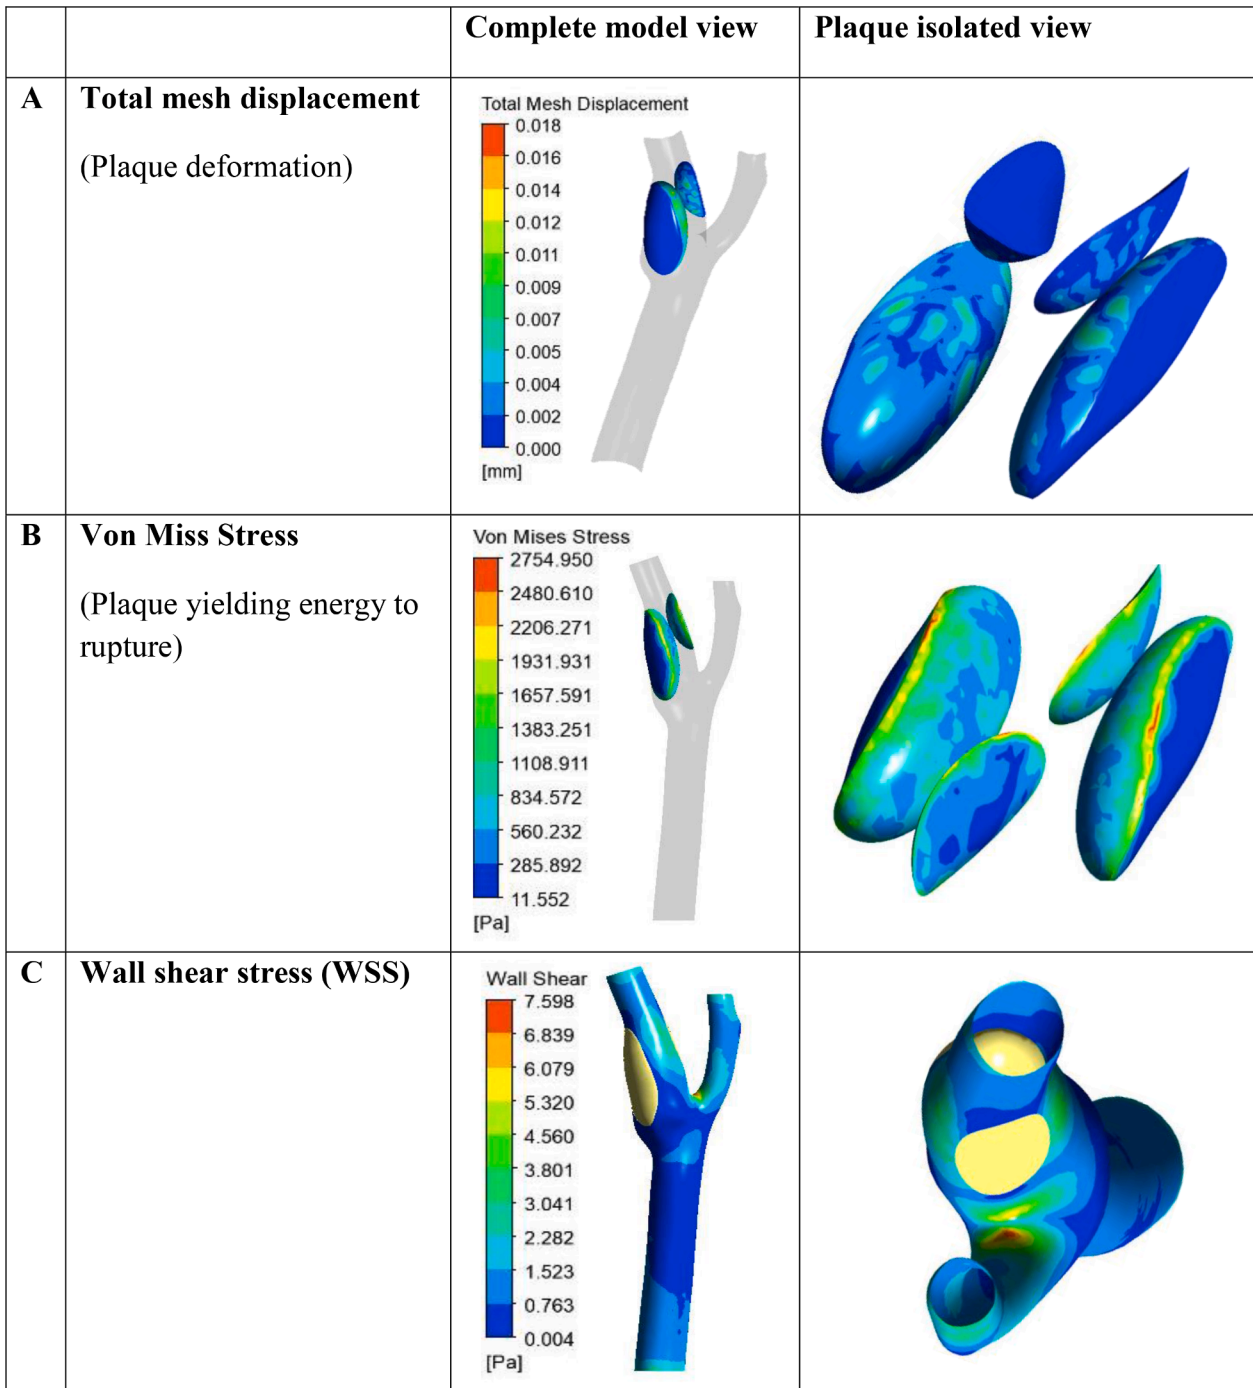 Complete model view
Plaque isolated view
A
Total mesh displacement
(Plaque deformation)
Total Mesh Displacement
0.018
0.016
0.014
0.012
0.011
0.009
0.007
0.005
0.004
0.002
0.000
[mm]
B
Von Miss Stress
(Plaque yielding energy to
rupture)
Von Mises Stress
2754.950
2480.610
2206.271
1931.931
1657.591
1383.251
1108.911
834.572
560.232
285.892
11.552
[Pa]
C
Wall shear stress (WSS)
Wall Shear
7.598
6.839
6.079
5.320
4.560
3.801
3.041
2.282
1.523
0.763
0.004
[Pa]